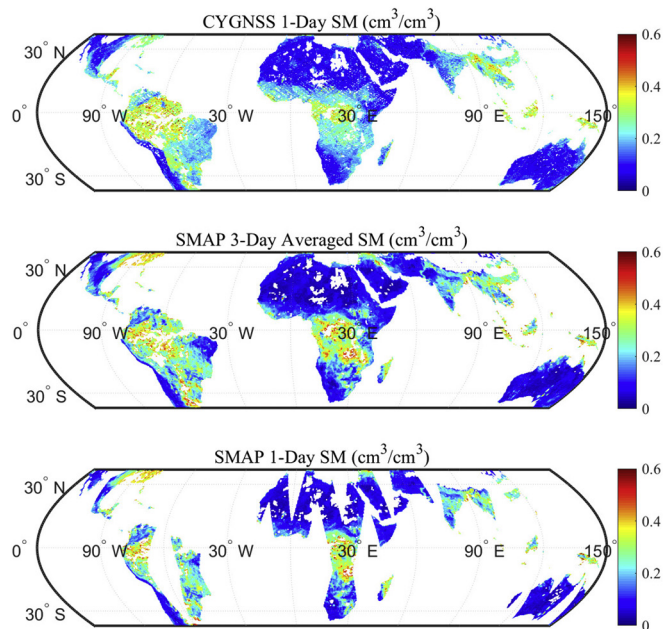 CYGNSS 1-Day SM (cm³/cm³)
30° N
0°
90° W
30° W
30° E
90° E
150°
30° S
0.6
0.4
0.2
0
SMAP 3-Day Averaged SM (cm³/cm³)
30° N
0°
90° W
30° W
30° E
90° E
150°
30° S
0.6
0.4
0.2
0
SMAP 1-Day SM (cm³/cm³)
30° N
0°
90° W
30° W
30° E
90° E
150°
30° S
0.6
0.4
0.2
0